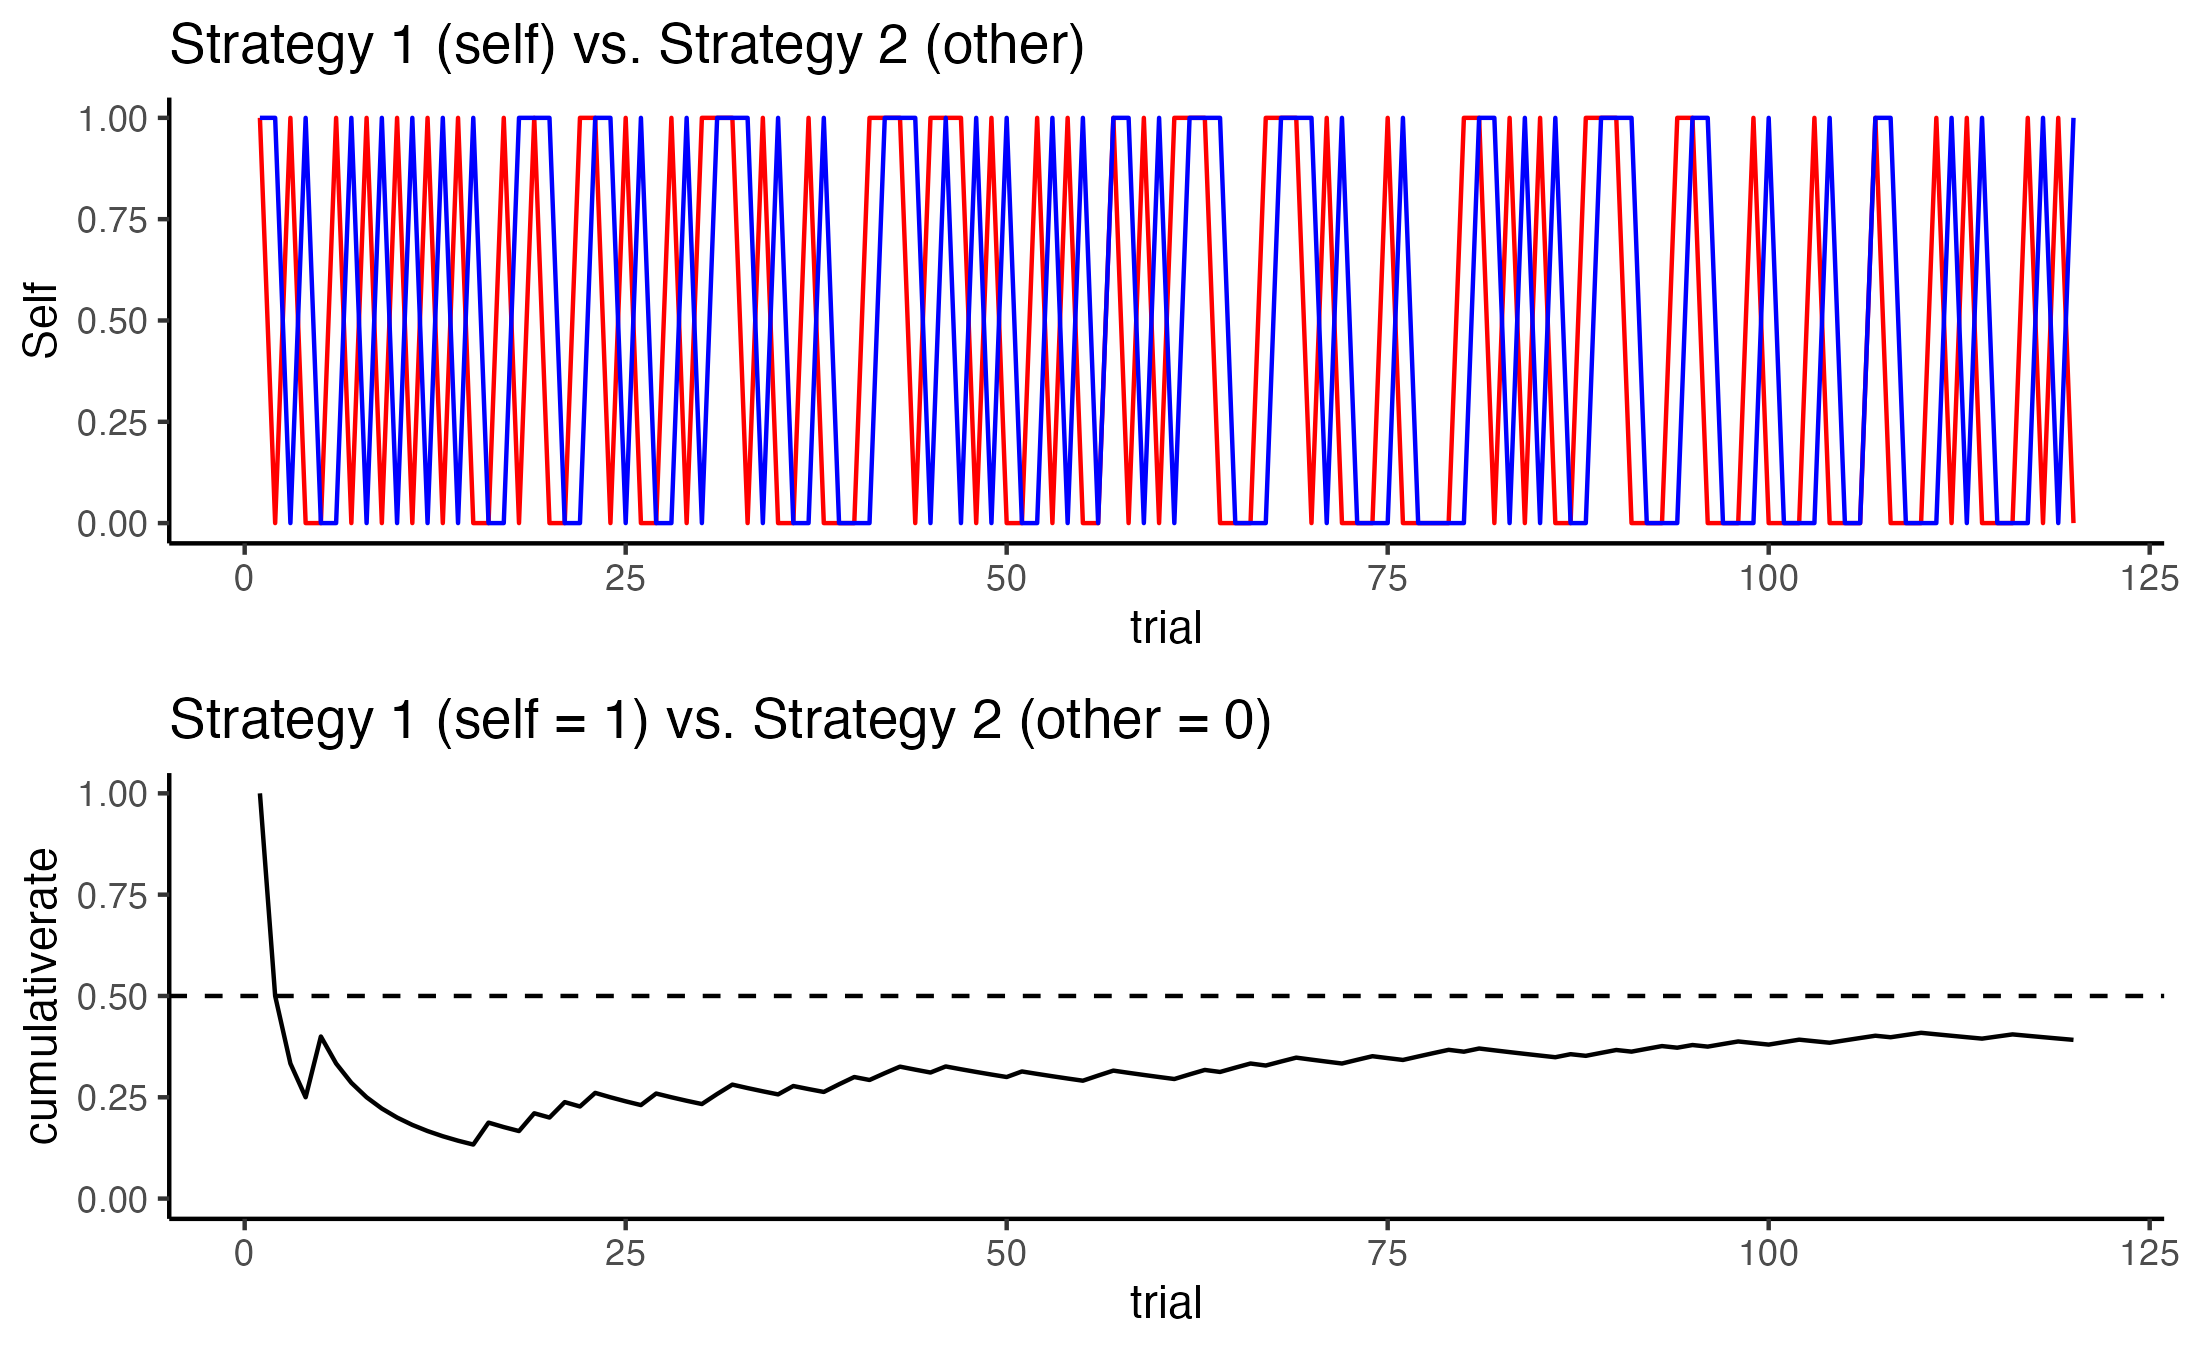 Strategy 1 (self) vs. Strategy 2 (other)
1.00
0.75
0.50
0.25
0.00
Self
0 25 50 75 100 125
trial
Strategy 1 (self = 1) vs. Strategy 2 (other = 0)
1.00
0.75
0.50
0.25
0.00
cumulativerate
0 25 50 75 100 125
trial